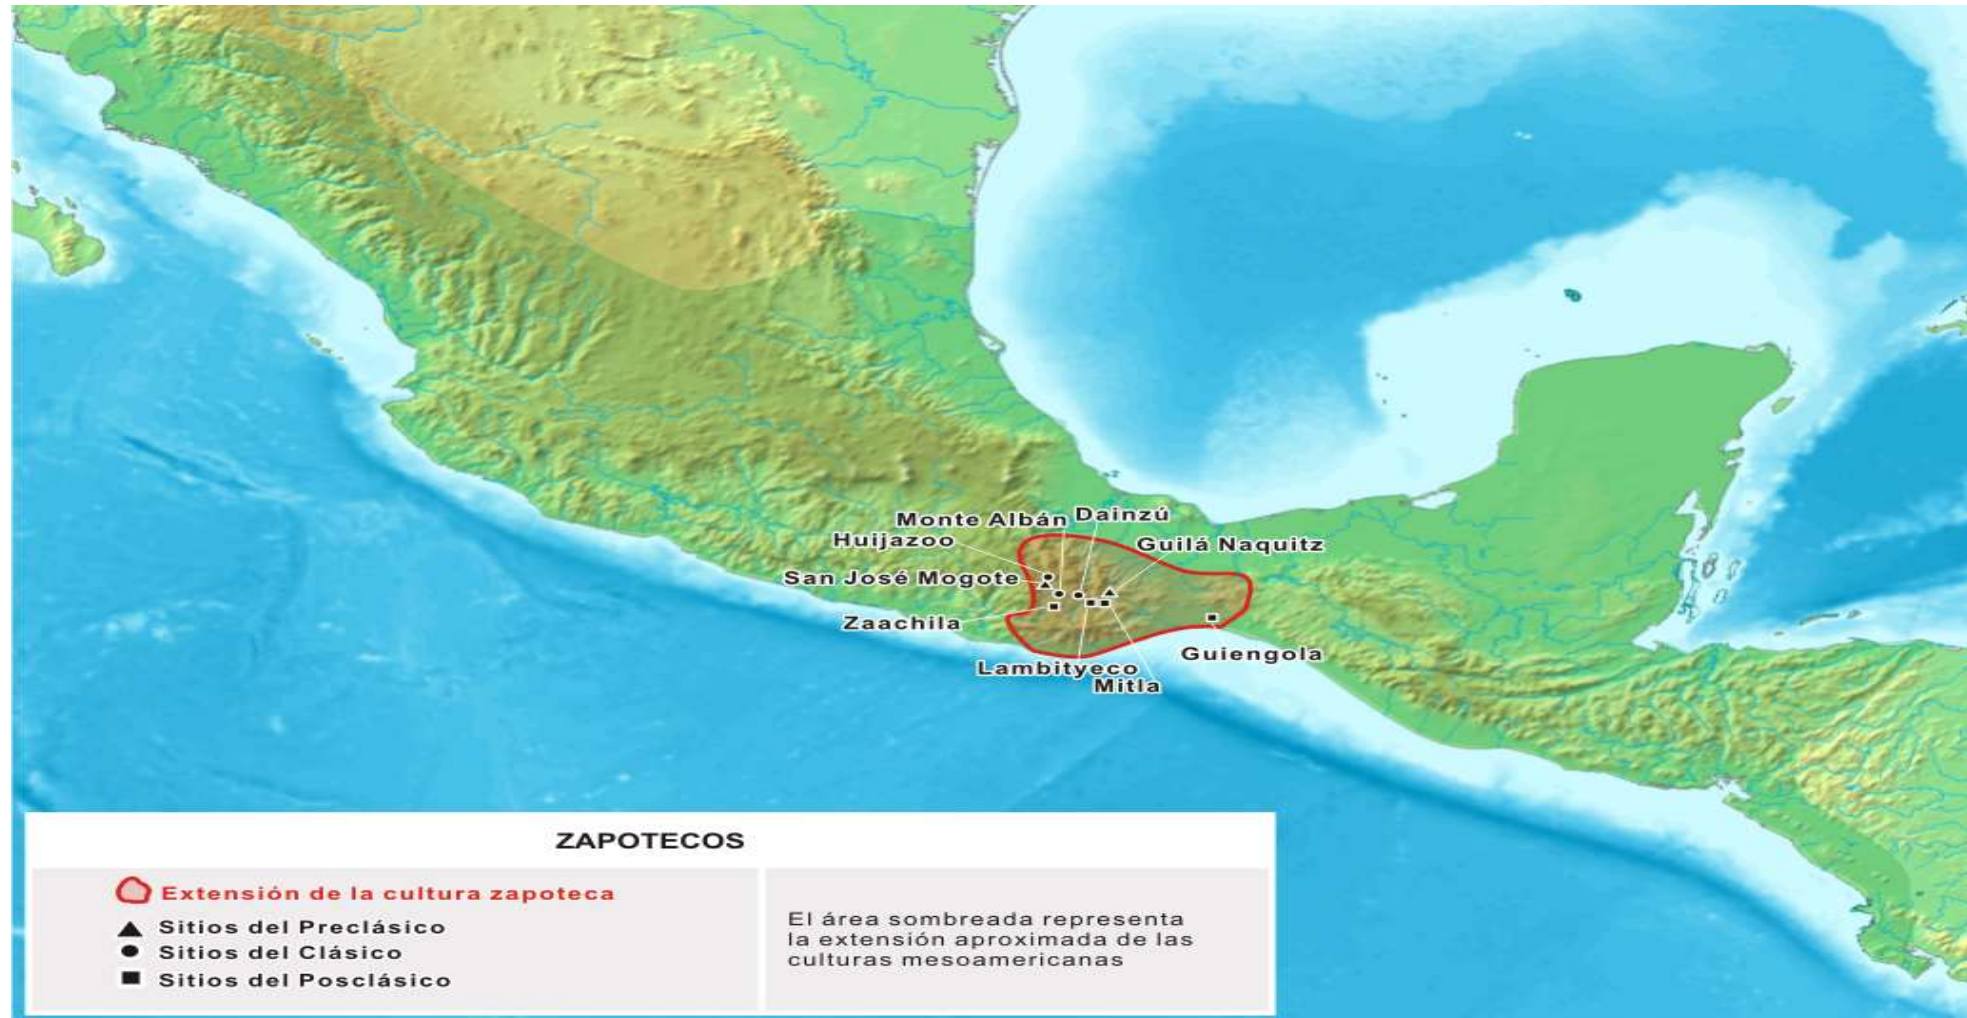 Monte Albán
Dainzú
Huijazoo
Guilá Naquitz
San José Mogote
Zaachila
Lambityeco
Guiengola
Mitla
ZAPOTECOS
Extensión de la cultura zapoteca
Sitios del Preclásico
Sitios del Clásico
Sitios del Posclásico
El área sombreada representa
la extensión aproximada de las
culturas mesoamericanas